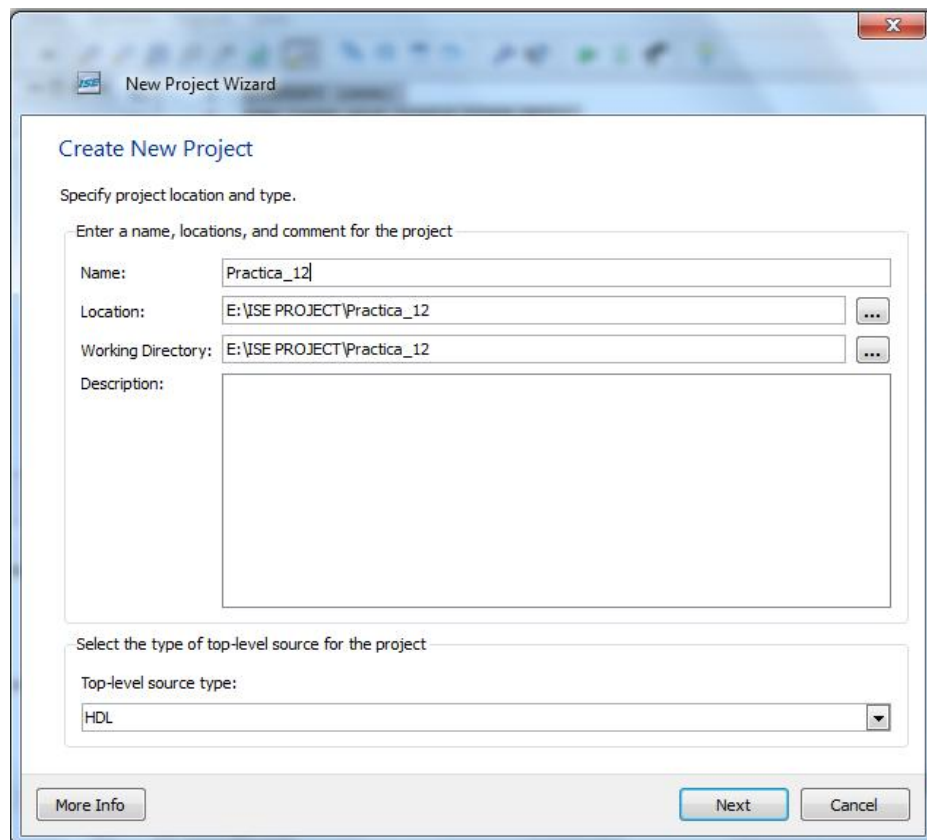 ISE New Project Wizard
Create New Project
Specify project location and type.
Enter a name, locations, and comment for the project
Name: Practica_12
Location: E:\ISE PROJECT\Practica_12 ...
Working Directory: E:\ISE PROJECT\Practica_12 ...
Description:
Select the type of top-level source for the project
Top-level source type:
HDL
More Info Next Cancel